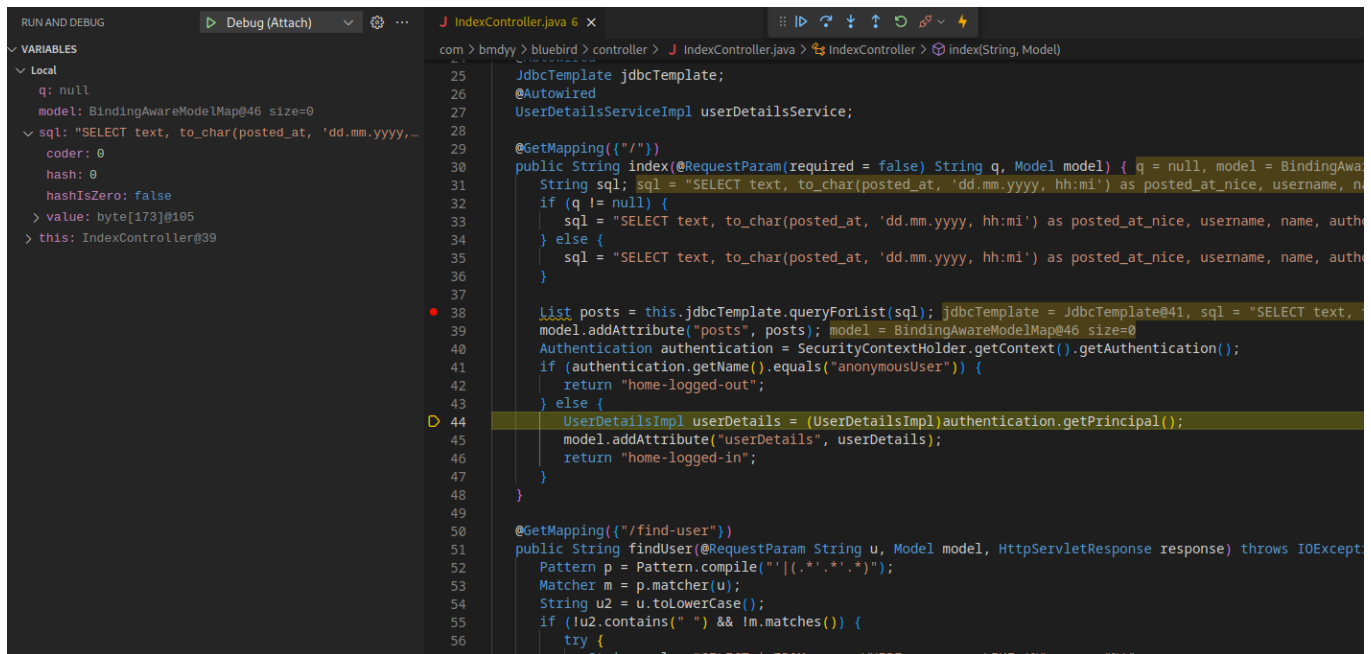 RUN AND DEBUG
Debug (Attach)
VARIABLES
Local
q: null
model: BindingAwareModelMap@46 size=0
sql: "SELECT text, to_char(posted_at, 'dd.mm.yyyy,…
coder: 0
hash: 0
hashIsZero: false
value: byte[173]@105
this: IndexController@39
J IndexController.java 6
com > bmdyy > bluebird > controller > J IndexController.java > IndexController > index(String, Model)
24 @Autowired
25 JdbcTemplate jdbcTemplate;
26 @Autowired
27 UserDetailsServiceImpl userDetailsService;
28
29 @GetMapping({"/"})
30 public String index(@RequestParam(required = false) String q, Model model) { q = null, model = BindingAwa
31 String sql; sql = "SELECT text, to_char(posted_at, 'dd.mm.yyyy, hh:mi') as posted_at_nice, username, na
32 if (q != null) {
33 sql = "SELECT text, to_char(posted_at, 'dd.mm.yyyy, hh:mi') as posted_at_nice, username, name, auth
34 } else {
35 sql = "SELECT text, to_char(posted_at, 'dd.mm.yyyy, hh:mi') as posted_at_nice, username, name, auth
36 }
37
38 List posts = this.jdbcTemplate.queryForList(sql); jdbcTemplate = JdbcTemplate@41, sql = "SELECT text,
39 model.addAttribute("posts", posts); model = BindingAwareModelMap@46 size=0
40 Authentication authentication = SecurityContextHolder.getContext().getAuthentication();
41 if (authentication.getName().equals("anonymousUser")) {
42 return "home-logged-out";
43 } else {
44 UserDetailsImpl userDetails = (UserDetailsImpl)authentication.getPrincipal();
45 model.addAttribute("userDetails", userDetails);
46 return "home-logged-in";
47 }
48 }
49
50 @GetMapping({"/find-user"})
51 public String findUser(@RequestParam String u, Model model, HttpServletResponse response) throws IOExcepti
52 Pattern p = Pattern.compile("'|(.*'.*'.*)");
53 Matcher m = p.matcher(u);
54 String u2 = u.toLowerCase();
55 if (!u2.contains(" ") && !m.matches()) {
56 try {